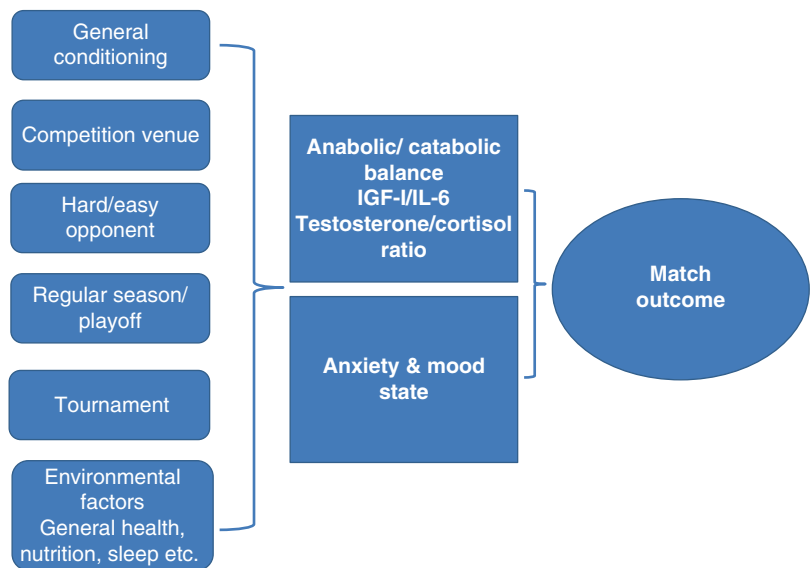 General
conditioning
Competition venue
Hard/easy
opponent
Regular season/
playoff
Tournament
Environmental
factors
General health,
nutrition, sleep etc.
Anabolic/ catabolic
balance
IGF-I/IL-6
Testosterone/cortisol
ratio
Anxiety & mood
state
Match
outcome